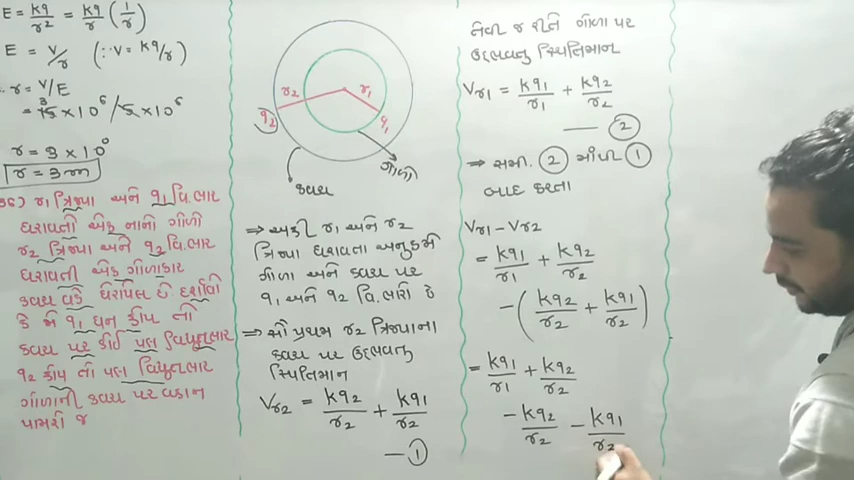 E = kq/r² = kq/r (1/r)
E = V/r (∵ V = kq/r)
∴ r = V/E
= 15 × 10⁶ / 5 × 10⁶
3
r = 3 × 10⁰
r = 3m
36) r₁ ત્રિજ્યા અને q₁ વિ.ભાર
ધરાવતી એક નાનો ગોળો
r₂ ત્રિજ્યા અને q₂ વિ.ભાર
ધરાવતી એક ગોળાકાર
કવચ વડે ઘેરાયેલ છે દર્શાવો
કે જો q₁ ધન હોય તો
કવચ પર કોઈ પણ વિદ્યુતભાર
q₂ હોય તો પણ વિદ્યુતભાર
ગોળાની કવચ પર વહન
પામશે જ
r₂ r₁
q₂ q₁
ગોળો
કવચ
⇒ અહી r₁ અને r₂
ત્રિજ્યા ધરાવતા અનુક્રમે
ગોળા અને કવચ પર
q₁ અને q₂ વિ.ભારો છે
⇒ સૌ પ્રથમ r₂ ત્રિજ્યાના
કવચ પર ઉદ્દભવતુ
સ્થિતિમાન
Vr₂ = kq₂/r₂ + kq₁/r₂
— ①
તેવી જ રીતે ગોળા પર
ઉદ્દભવતુ સ્થિતિમાન
Vr₁ = kq₁/r₁ + kq₂/r₂
— ②
⇒ સમી. ② માંથી ①
બાદ કરતા
Vr₁ - Vr₂
= kq₁/r₁ + kq₂/r₂
- (kq₂/r₂ + kq₁/r₂)
= kq₁/r₁ + kq₂/r₂
- kq₂/r₂ - kq₁/r₂